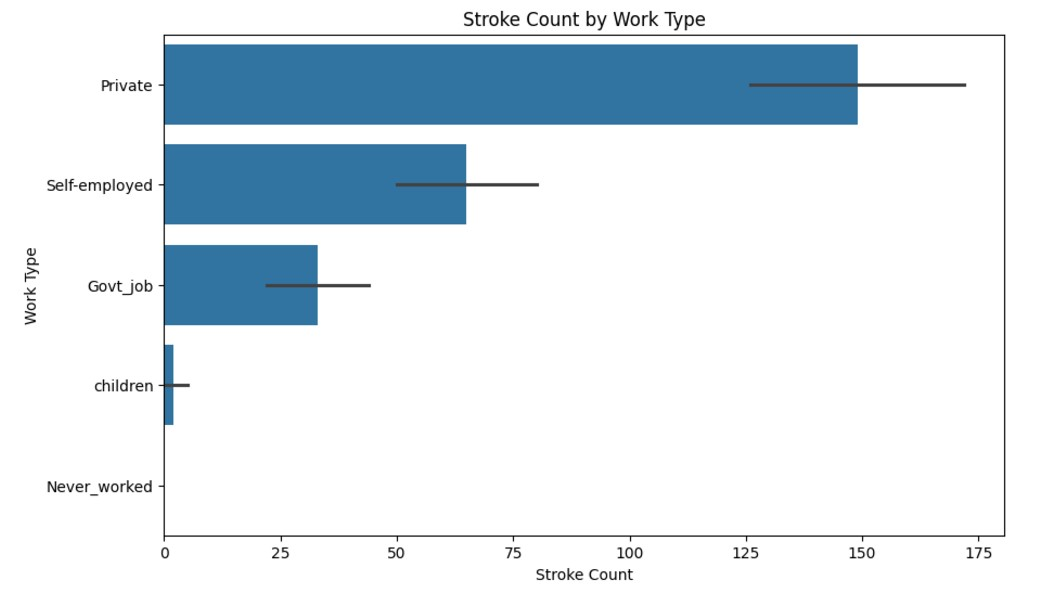 Stroke Count by Work Type
Work Type
Private
Self-employed
Govt_job
children
Never_worked
0 25 50 75 100 125 150 175
Stroke Count